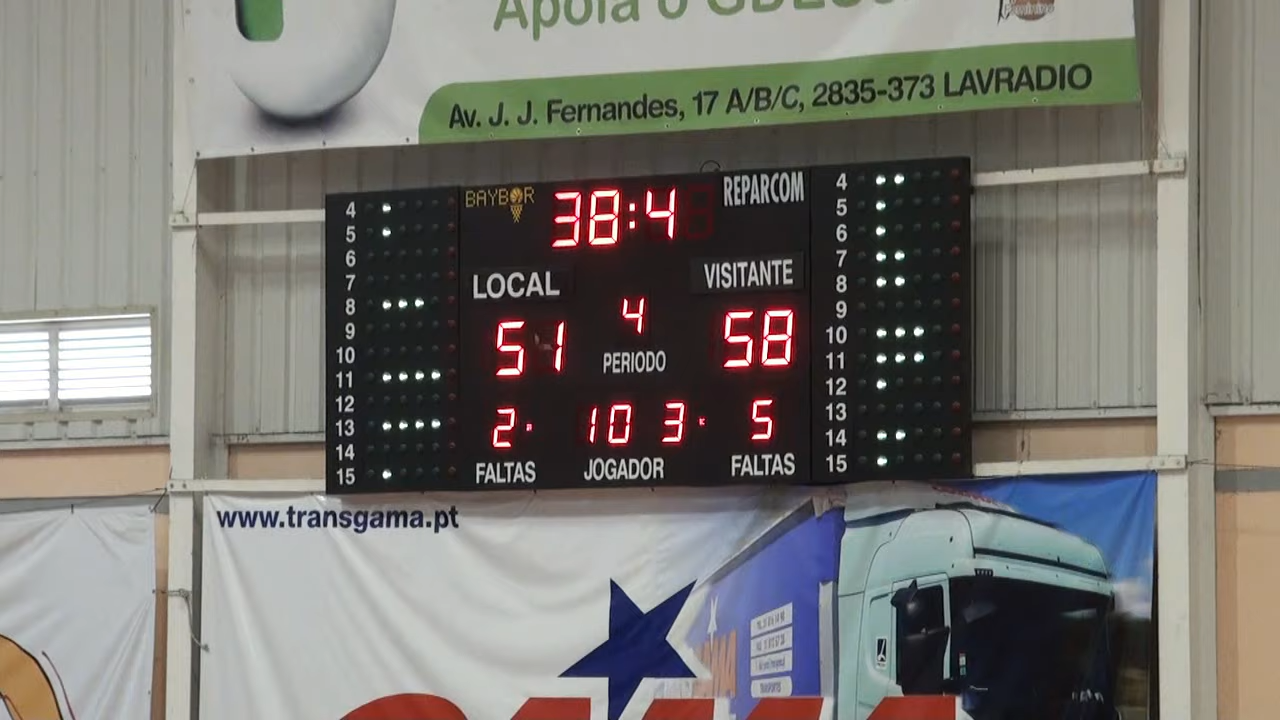 Apoia o
Av. J. J. Fernandes, 17 A/B/C, 2835-373 LAVRADIO
BAYBOR
38:4
REPARCOM
LOCAL
VISITANTE
51
4
58
PERIODO
2
10 3
5
FALTAS
JOGADOR
FALTAS
4
5
6
7
8
9
10
11
12
13
14
15
4
5
6
7
8
9
10
11
12
13
14
15
www.transgama.pt